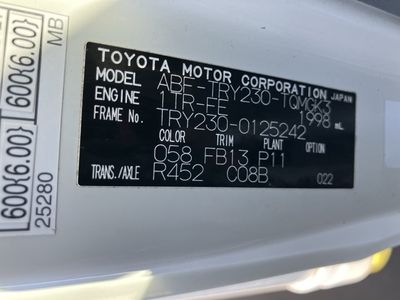 TOYOTA MOTOR CORPORATION JAPAN
MODEL ABF-TRY230-TQMGK3
ENGINE 1TR-FE 1998 mL
FRAME No. TRY230-0125242
COLOR TRIM PLANT OPTION
058 FB13 P11
TRANS./AXLE R452 C08B 022
600(6.00)
600(6.00)
25280
MB